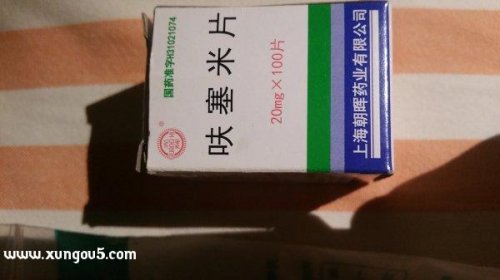 国药准字H31021074
呋塞米片
20mg×100片
上海朝晖药业有限公司
www.xungou5.com